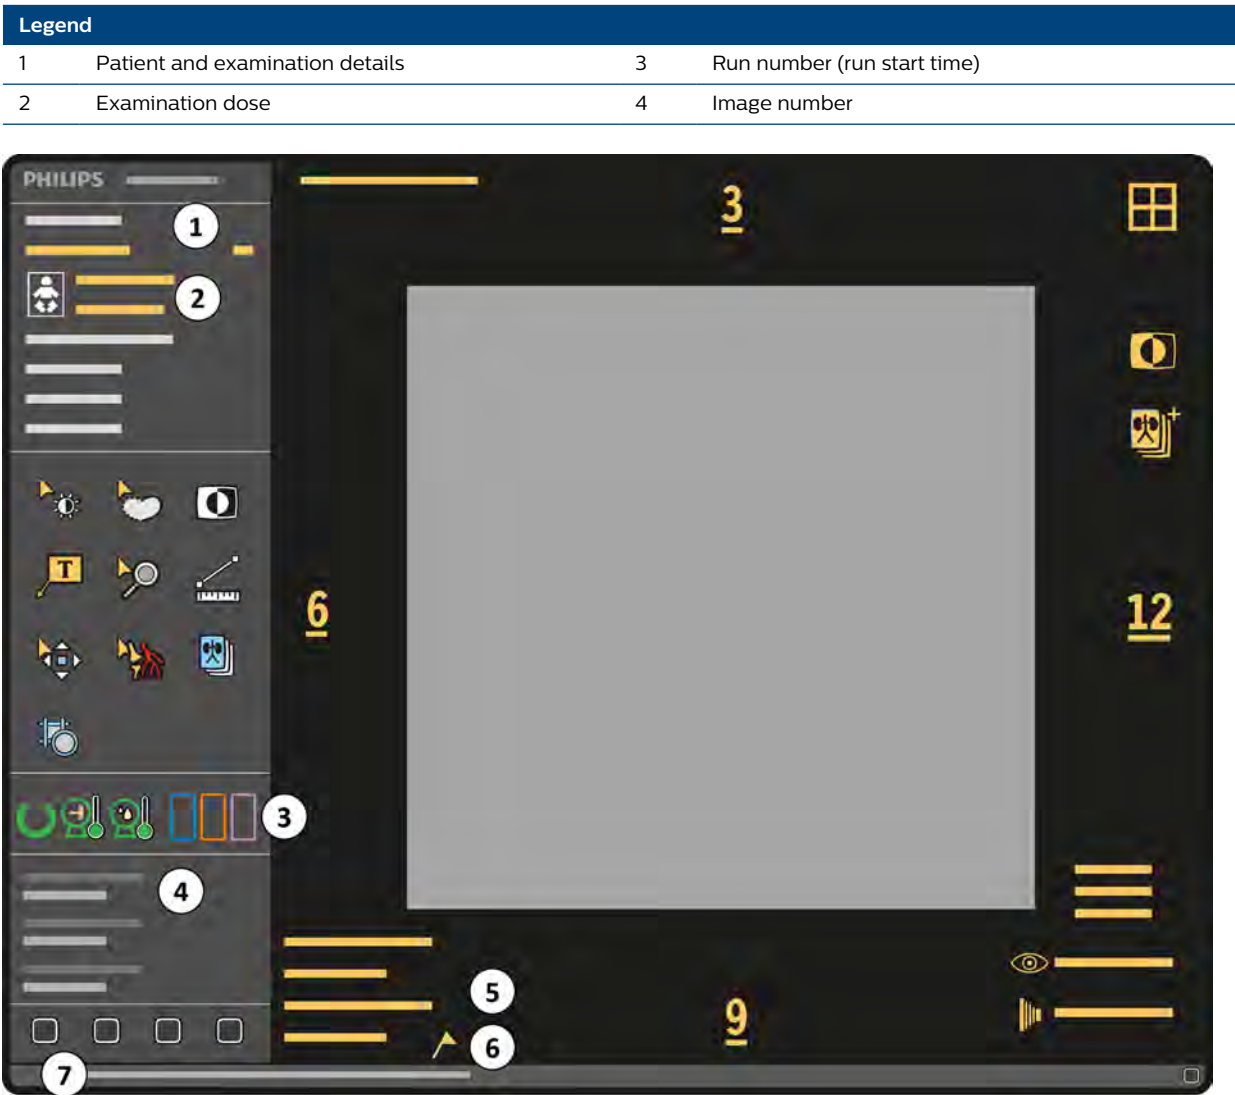 Legend
1 Patient and examination details 3 Run number (run start time)
2 Examination dose 4 Image number
PHILIPS
1
3
2
T
6
12
3
4
5
9
6
7